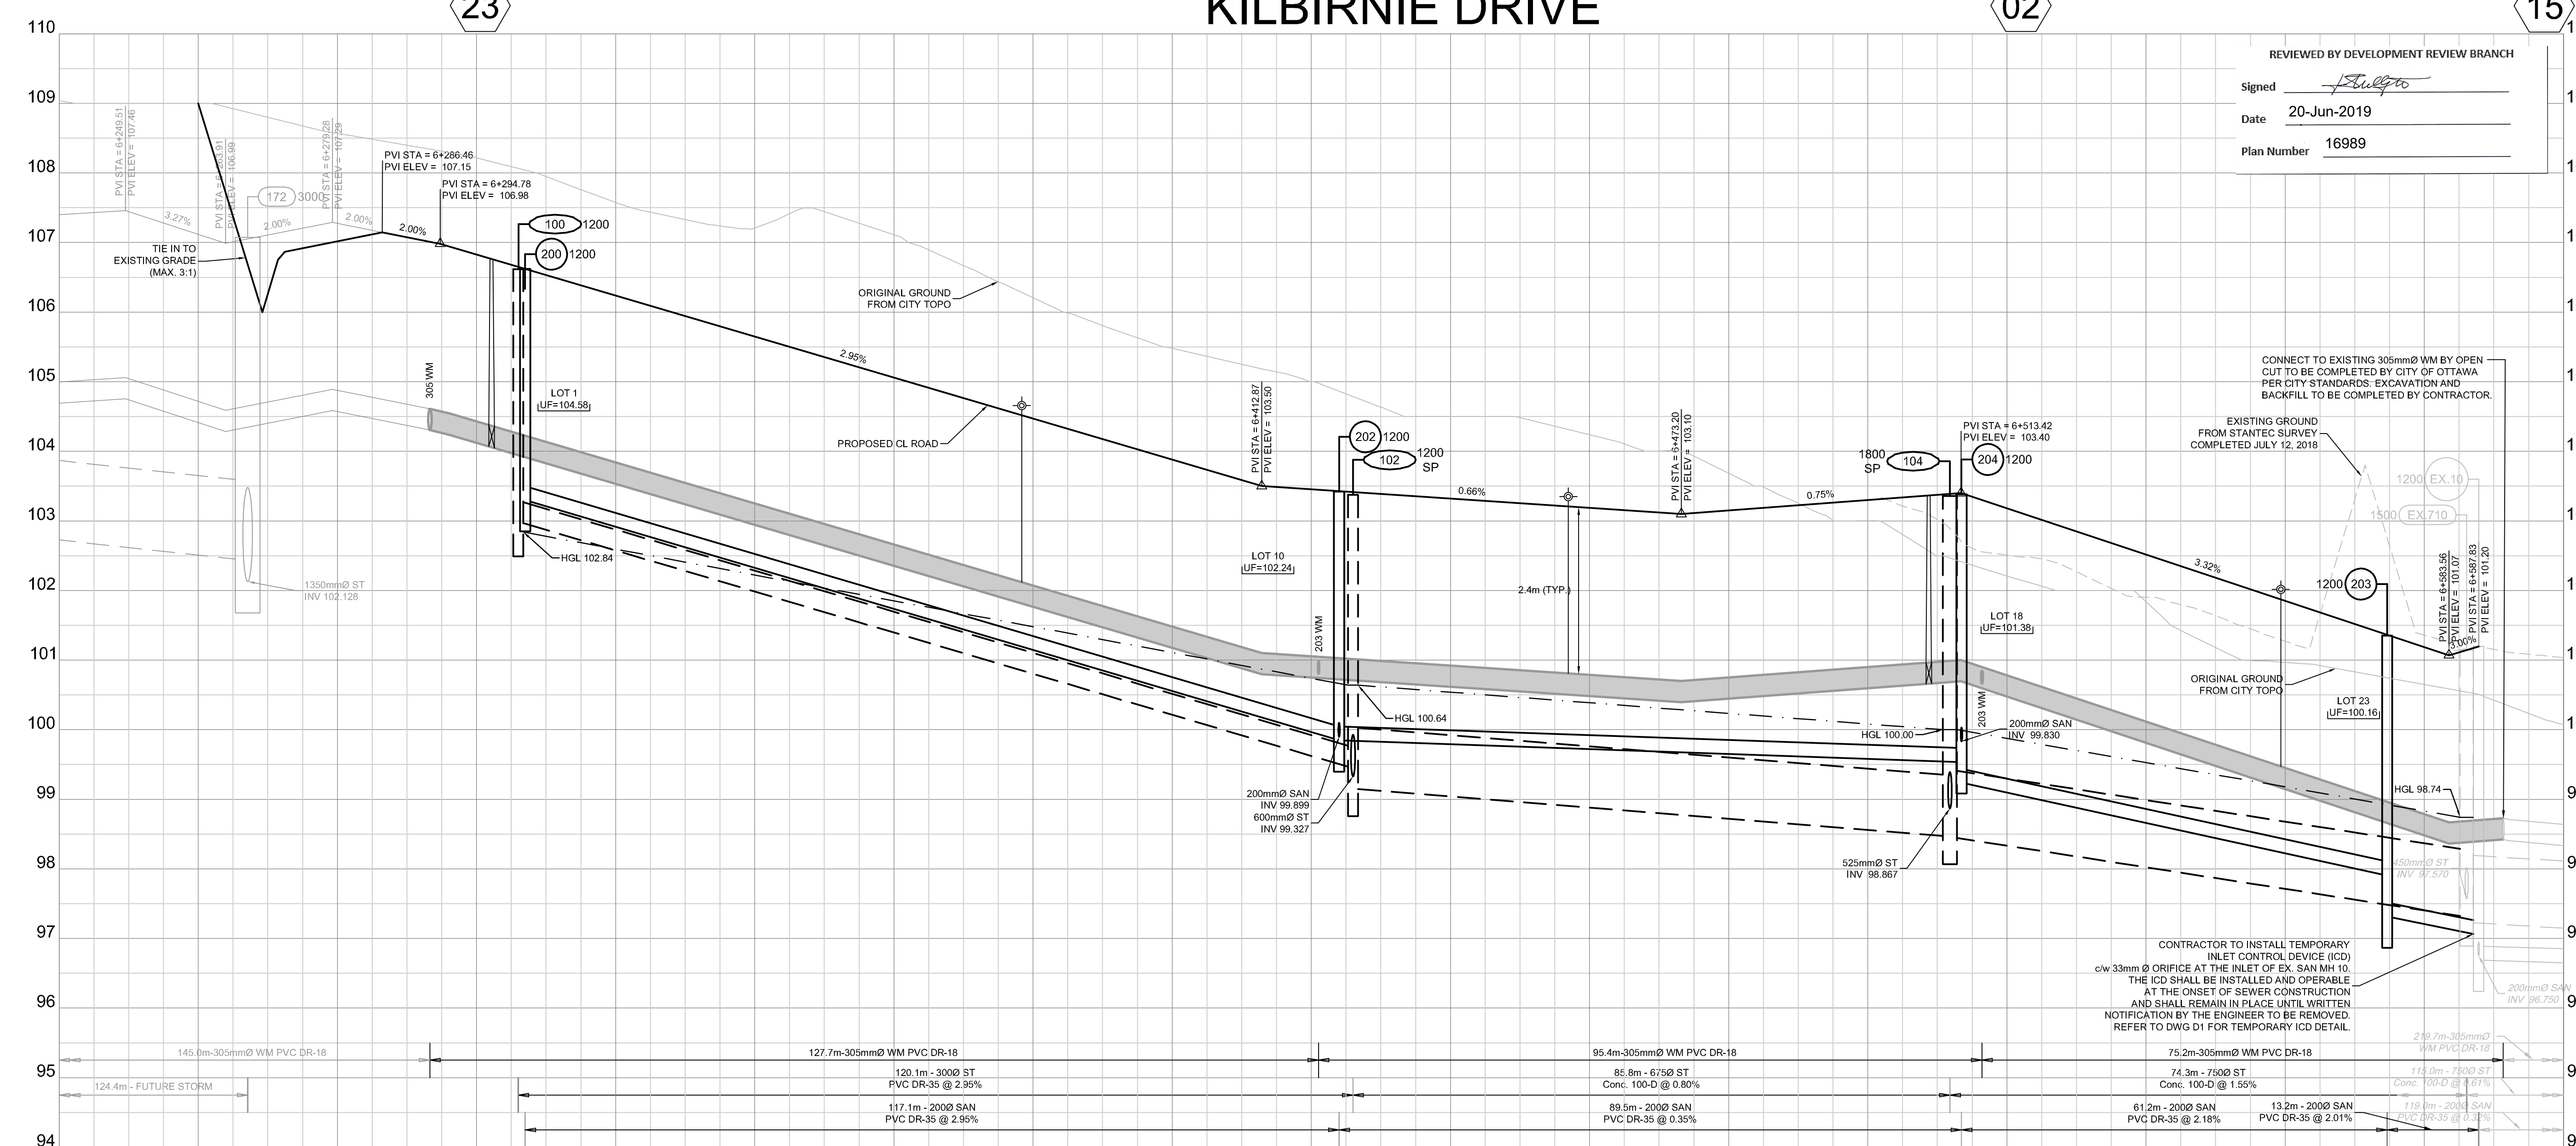 23
KILBIRNIE DRIVE
02
15
110
109
108
107
106
105
104
103
102
101
100
99
98
97
96
95
94
REVIEWED BY DEVELOPMENT REVIEW BRANCH
Signed
Date 20-Jun-2019
Plan Number 16989
PVI STA = 6+249.51
PVI ELEV = 107.46
3.27%
PVI ELEV = 106.99
172 3000
2.00%
PVI STA = 6+279.28
PVI ELEV = 107.29
2.00%
PVI STA = 6+286.46
PVI ELEV = 107.15
PVI STA = 6+294.78
PVI ELEV = 106.98
2.00%
TIE IN TO
EXISTING GRADE
(MAX. 3:1)
100 1200
200 1200
305 WM
LOT 1
UF=104.58
HGL 102.84
1350mmØ ST
INV 102.128
ORIGINAL GROUND
FROM CITY TOPO
2.95%
PROPOSED CL ROAD
PVI STA = 6+412.87
PVI ELEV = 103.50
202 1200
102 1200
SP
LOT 10
UF=102.24
203 WM
HGL 100.64
200mmØ SAN
INV 99.899
600mmØ ST
INV 99.327
0.66%
2.4m (TYP.)
PVI STA = 6+473.20
PVI ELEV = 103.10
0.75%
1800
SP
104
PVI STA = 6+513.42
PVI ELEV = 103.40
204 1200
LOT 18
UF=101.38
203 WM
HGL 100.00
200mmØ SAN
INV 99.830
525mmØ ST
INV 98.867
CONNECT TO EXISTING 305mmØ WM BY OPEN
CUT TO BE COMPLETED BY CITY OF OTTAWA
PER CITY STANDARDS. EXCAVATION AND
BACKFILL TO BE COMPLETED BY CONTRACTOR.
EXISTING GROUND
FROM STANTEC SURVEY
COMPLETED JULY 12, 2018
1200 EX.10
1500 EX.710
3.32%
1200 203
PVI STA = 6+583.56
PVI ELEV = 101.07
PVI STA = 6+587.83
PVI ELEV = 101.20
3.00%
ORIGINAL GROUND
FROM CITY TOPO
LOT 23
UF=100.16
HGL 98.74
450mmØ ST
INV 97.570
CONTRACTOR TO INSTALL TEMPORARY
INLET CONTROL DEVICE (ICD)
c/w 33mm Ø ORIFICE AT THE INLET OF EX. SAN MH 10.
THE ICD SHALL BE INSTALLED AND OPERABLE
AT THE ONSET OF SEWER CONSTRUCTION
AND SHALL REMAIN IN PLACE UNTIL WRITTEN
NOTIFICATION BY THE ENGINEER TO BE REMOVED.
REFER TO DWG D1 FOR TEMPORARY ICD DETAIL.
200mmØ SAN
INV 96.750
145.0m-305mmØ WM PVC DR-18
127.7m-305mmØ WM PVC DR-18
95.4m-305mmØ WM PVC DR-18
75.2m-305mmØ WM PVC DR-18
219.7m-305mmØ
WM PVC DR-18
124.4m - FUTURE STORM
120.1m - 300Ø ST
PVC DR-35 @ 2.95%
85.8m - 675Ø ST
Conc. 100-D @ 0.80%
74.3m - 750Ø ST
Conc. 100-D @ 1.55%
115.0m - 750Ø ST
Conc. 100-D @ 0.61%
117.1m - 200Ø SAN
PVC DR-35 @ 2.95%
89.5m - 200Ø SAN
PVC DR-35 @ 0.35%
61.2m - 200Ø SAN
PVC DR-35 @ 2.18%
13.2m - 200Ø SAN
PVC DR-35 @ 2.01%
119.0m - 200Ø SAN